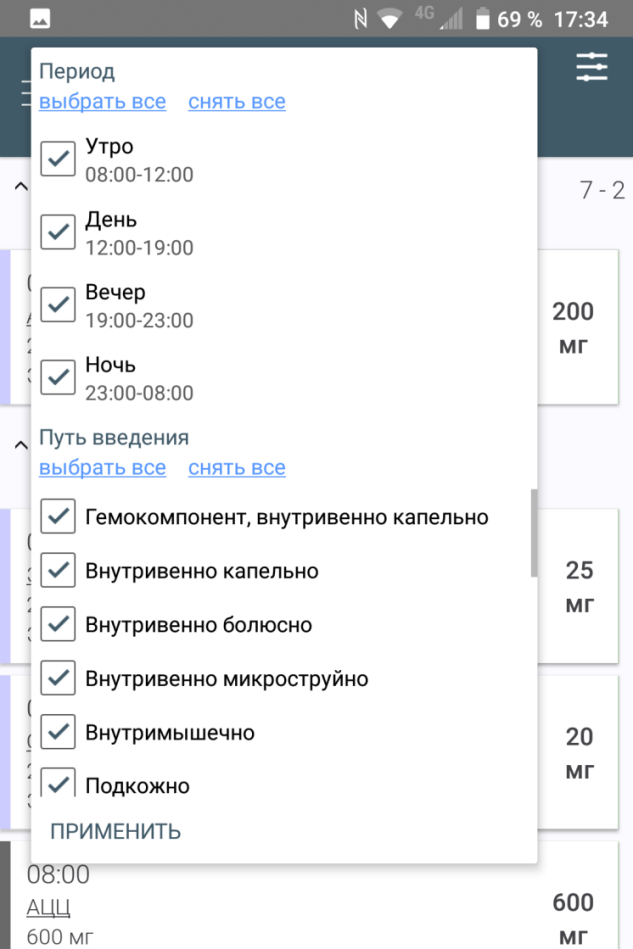 4G 69 % 17:34
Период
выбрать все снять все
Утро
08:00-12:00
7 - 2
День
12:00-19:00
Вечер
19:00-23:00
200
мг
Ночь
23:00-08:00
Путь введения
выбрать все снять все
Гемокомпонент, внутривенно капельно
Внутривенно капельно
25
мг
Внутривенно болюсно
Внутривенно микроструйно
Внутримышечно
20
мг
Подкожно
ПРИМЕНИТЬ
08:00
АЦЦ
600 мг
600
мг